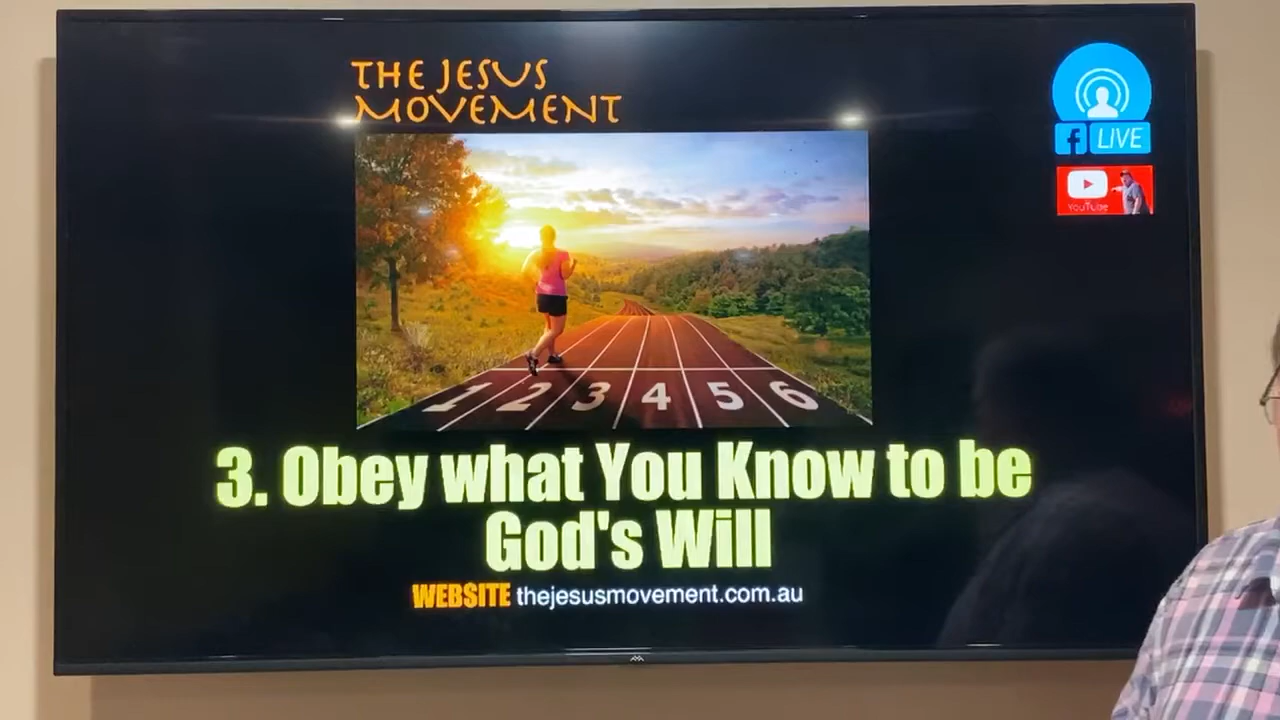 THE JESUS
MOVEMENT
f LIVE
YouTube
1 2 3 4 5 6
3. Obey what You Know to be
God's Will
WEBSITE thejesusmovement.com.au